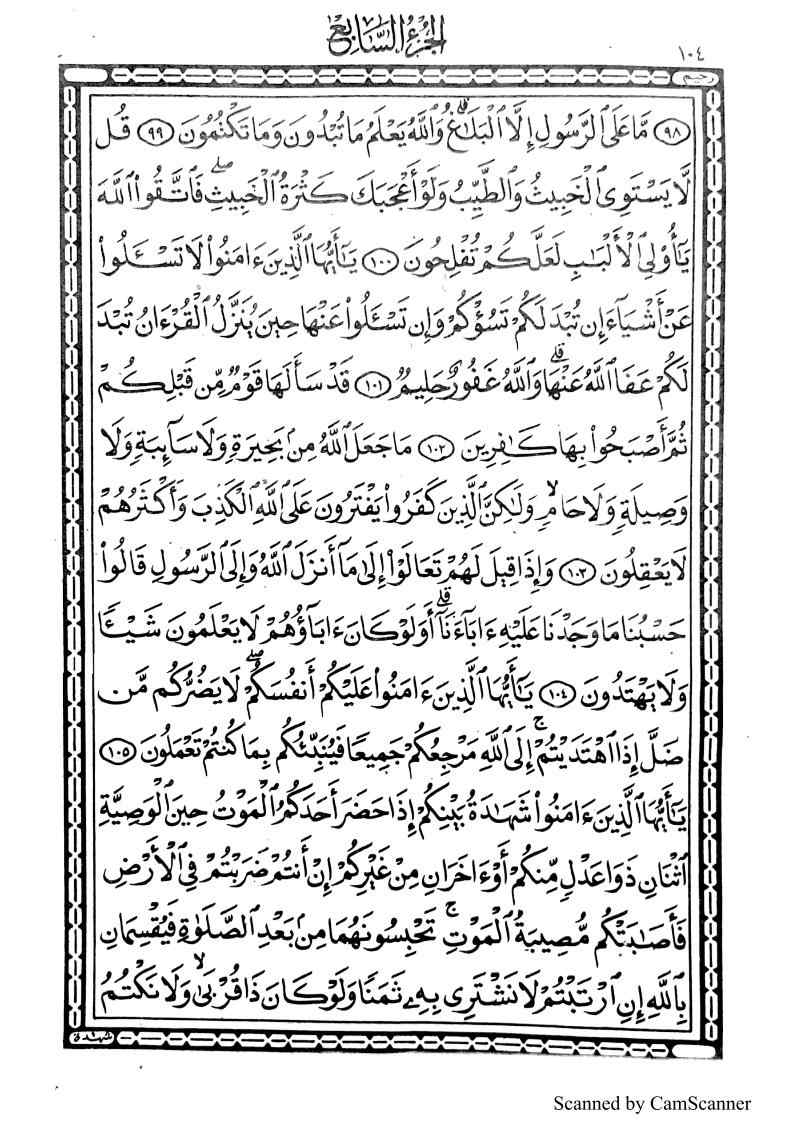 ١٠٤
الجزء السابع
رحيم
٩٨ مَّا عَلَى ٱلرَّسُولِ إِلَّا ٱلْبَلَٰغُ ۗ وَٱللَّهُ يَعْلَمُ مَا تُبْدُونَ وَمَا تَكْتُمُونَ ٩٩ قُل
لَّا يَسْتَوِى ٱلْخَبِيثُ وَٱلطَّيِّبُ وَلَوْ أَعْجَبَكَ كَثْرَةُ ٱلْخَبِيثِ ۚ فَٱتَّقُوا۟ ٱللَّهَ
يَٰٓأُو۟لِى ٱلْأَلْبَٰبِ لَعَلَّكُمْ تُفْلِحُونَ ١٠٠ يَٰٓأَيُّهَا ٱلَّذِينَ ءَامَنُوا۟ لَا تَسْـَٔلُوا۟
عَنْ أَشْيَآءَ إِن تُبْدَ لَكُمْ تَسُؤْكُمْ وَإِن تَسْـَٔلُوا۟ عَنْهَا حِينَ يُنَزَّلُ ٱلْقُرْءَانُ تُبْدَ
لَكُمْ عَفَا ٱللَّهُ عَنْهَا ۗ وَٱللَّهُ غَفُورٌ حَلِيمٌ ١٠١ قَدْ سَأَلَهَا قَوْمٌ مِّن قَبْلِكُمْ
ثُمَّ أَصْبَحُوا۟ بِهَا كَٰفِرِينَ ١٠٢ مَا جَعَلَ ٱللَّهُ مِنۢ بَحِيرَةٍ وَلَا سَآئِبَةٍ وَلَا
وَصِيلَةٍ وَلَا حَامٍ ۙ وَلَٰكِنَّ ٱلَّذِينَ كَفَرُوا۟ يَفْتَرُونَ عَلَى ٱللَّهِ ٱلْكَذِبَ وَأَكْثَرُهُمْ
لَا يَعْقِلُونَ ١٠٣ وَإِذَا قِيلَ لَهُمْ تَعَالَوْا۟ إِلَىٰ مَآ أَنزَلَ ٱللَّهُ وَإِلَى ٱلرَّسُولِ قَالُوا۟
حَسْبُنَا مَا وَجَدْنَا عَلَيْهِ ءَابَآءَنَآ ۗ أَوَلَوْ كَانَ ءَابَآؤُهُمْ لَا يَعْلَمُونَ شَيْـًٔا
وَلَا يَهْتَدُونَ ١٠٤ يَٰٓأَيُّهَا ٱلَّذِينَ ءَامَنُوا۟ عَلَيْكُمْ أَنفُسَكُمْ ۖ لَا يَضُرُّكُم مَّن
ضَلَّ إِذَا ٱهْتَدَيْتُمْ ۚ إِلَى ٱللَّهِ مَرْجِعُكُمْ جَمِيعًا فَيُنَبِّئُكُم بِمَا كُنتُمْ تَعْمَلُونَ ١٠٥
يَٰٓأَيُّهَا ٱلَّذِينَ ءَامَنُوا۟ شَهَٰدَةُ بَيْنِكُمْ إِذَا حَضَرَ أَحَدَكُمُ ٱلْمَوْتُ حِينَ ٱلْوَصِيَّةِ
ٱثْنَانِ ذَوَا عَدْلٍ مِّنكُمْ أَوْ ءَاخَرَانِ مِنْ غَيْرِكُمْ إِنْ أَنتُمْ ضَرَبْتُمْ فِى ٱلْأَرْضِ
فَأَصَٰبَتْكُم مُّصِيبَةُ ٱلْمَوْتِ ۚ تَحْبِسُونَهُمَا مِنۢ بَعْدِ ٱلصَّلَوٰةِ فَيُقْسِمَانِ
بِٱللَّهِ إِنِ ٱرْتَبْتُمْ لَا نَشْتَرِى بِهِۦ ثَمَنًا وَلَوْ كَانَ ذَا قُرْبَىٰ ۙ وَلَا نَكْتُمُ
شهدة
Scanned by CamScanner